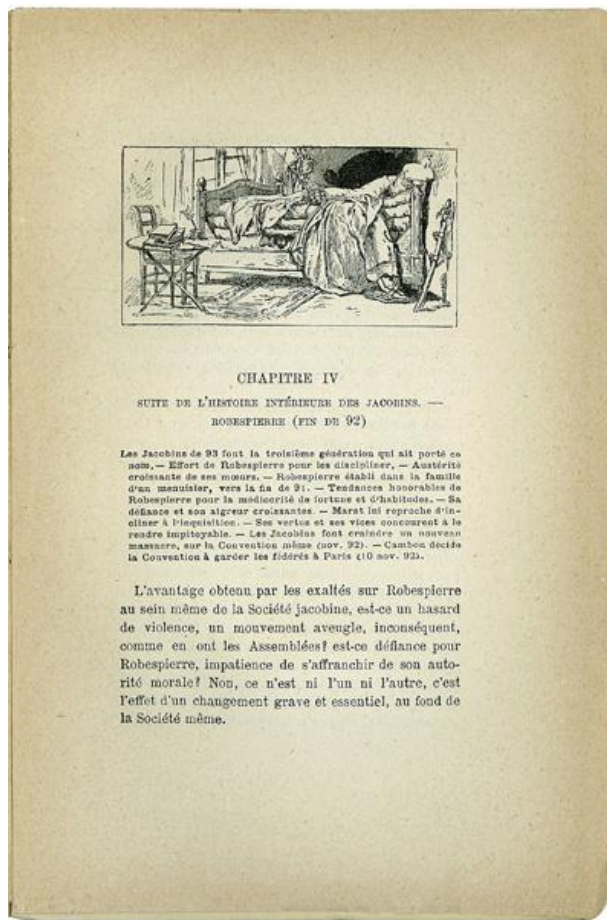 CHAPITRE IV
SUITE DE L'HISTOIRE INTÉRIEURE DES JACOBINS. —
ROBESPIERRE (FIN DE 92)
Les Jacobins de 93 font la troisième génération qui ait porté ce
nom. — Effort de Robespierre pour les discipliner. — Austérité
croissante de ses mœurs. — Robespierre établi dans la famille
d'un menuisier, vers la fin de 91. — Tendances honorables de
Robespierre pour la médiocrité de fortune et d'habitudes. — Sa
défiance et son aigreur croissantes. — Marat lui reproche d'in-
cliner à l'inquisition. — Ses vertus et ses vices concourent à le
rendre impitoyable. — Les Jacobins font craindre un nouveau
massacre, sur la Convention même (nov. 92). — Cambon décide
la Convention à garder les fédérés à Paris (10 nov. 92).
L'avantage obtenu par les exaltés sur Robespierre
au sein même de la Société jacobine, est-ce un hasard
de violence, un mouvement aveugle, inconséquent,
comme en ont les Assemblées? est-ce défiance pour
Robespierre, impatience de s'affranchir de son auto-
rité morale? Non, ce n'est ni l'un ni l'autre, c'est
l'effet d'un changement grave et essentiel, au fond de
la Société même.